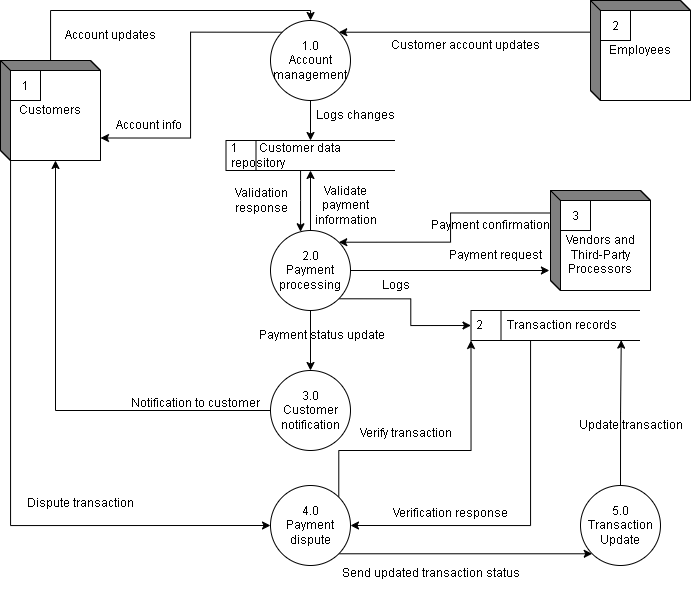 Account updates
1
Customers
Account info
1.0
Account
management
Customer account updates
2
Employees
Logs changes
1
Customer data
repository
Validation
response
Validate
payment
information
Payment confirmation
3
Vendors and
Third-Party
Processors
2.0
Payment
processing
Payment request
Logs
2
Transaction records
Payment status update
3.0
Customer
notification
Notification to customer
Verify transaction
Update transaction
Dispute transaction
4.0
Payment
dispute
Verification response
5.0
Transaction
Update
Send updated transaction status